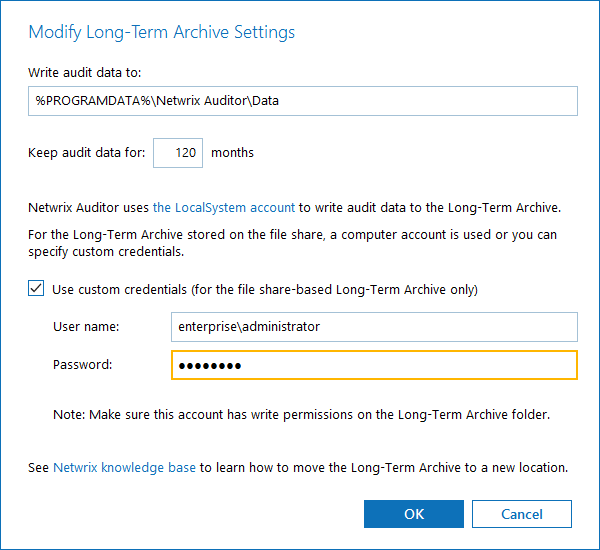 Modify Long-Term Archive Settings
Write audit data to:
%PROGRAMDATA%\Netwrix Auditor\Data
Keep audit data for: 120 months
Netwrix Auditor uses the LocalSystem account to write audit data to the Long-Term Archive.
For the Long-Term Archive stored on the file share, a computer account is used or you can
specify custom credentials.
Use custom credentials (for the file share-based Long-Term Archive only)
User name: enterprise\administrator
Password: ●●●●●●●●
Note: Make sure this account has write permissions on the Long-Term Archive folder.
See Netwrix knowledge base to learn how to move the Long-Term Archive to a new location.
OK Cancel